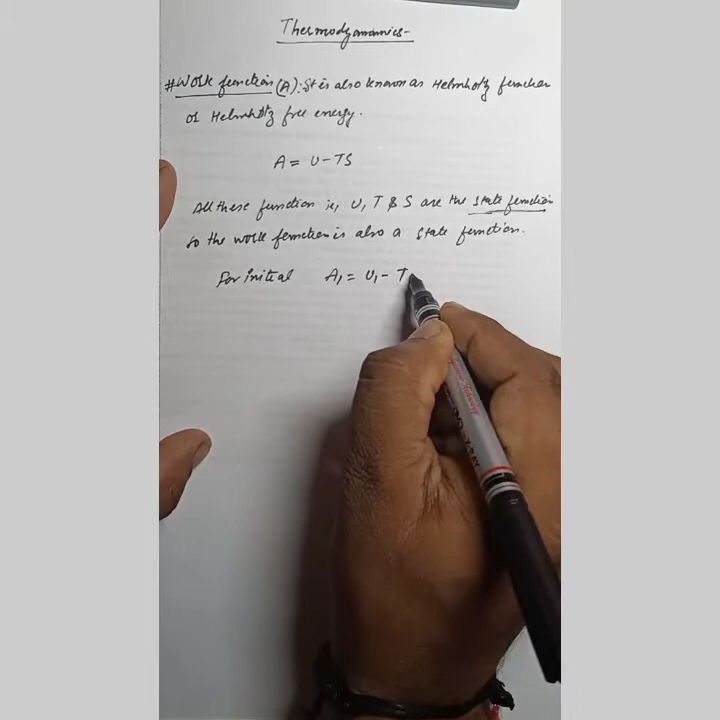 Thermodynamics-
#Work function (A): It is also known as Helmholtz function
or Helmholtz free energy.
A = U - TS
All these function ie, U, T & S are the state function
so the work function is also a state function.
For initial A₁ = U₁ - T